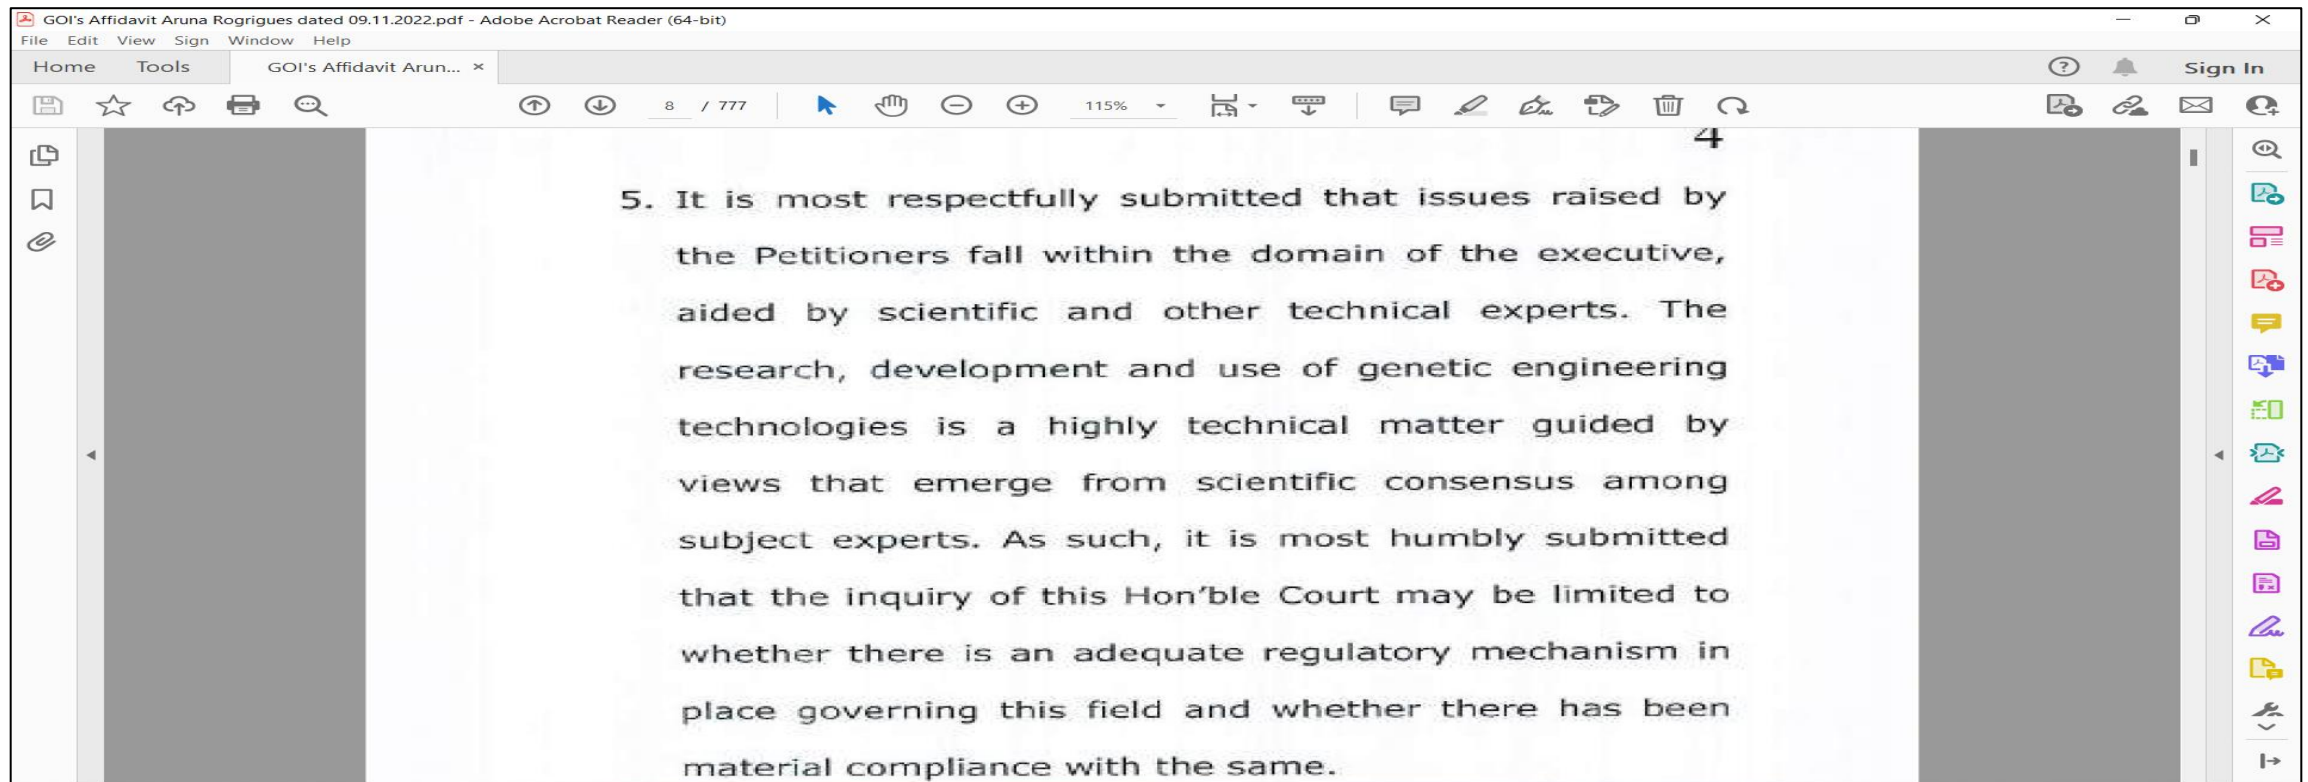 GOI's Affidavit Aruna Rogrigues dated 09.11.2022.pdf - Adobe Acrobat Reader (64-bit)
File Edit View Sign Window Help
Home Tools GOI's Affidavit Arun... × Sign In
8 / 777 115%
4
5. It is most respectfully submitted that issues raised by
the Petitioners fall within the domain of the executive,
aided by scientific and other technical experts. The
research, development and use of genetic engineering
technologies is a highly technical matter guided by
views that emerge from scientific consensus among
subject experts. As such, it is most humbly submitted
that the inquiry of this Hon'ble Court may be limited to
whether there is an adequate regulatory mechanism in
place governing this field and whether there has been
material compliance with the same.